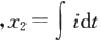 , x₂ = ∫ i dt